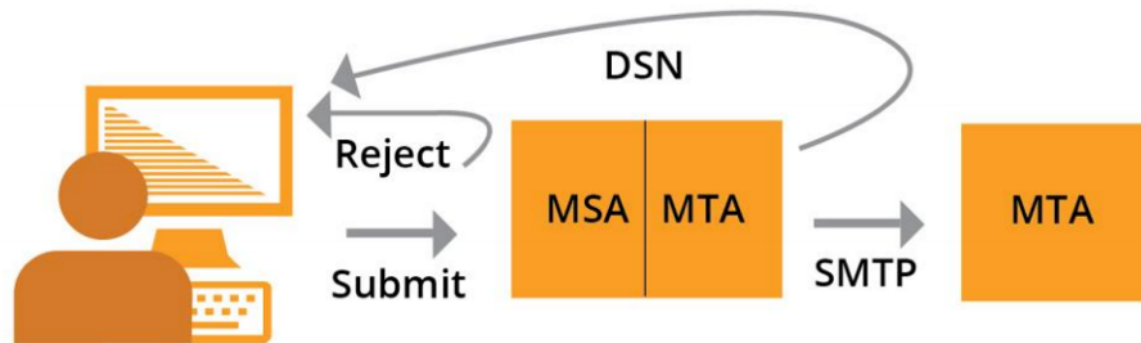 DSN
Reject
MSA MTA
MTA
Submit
SMTP